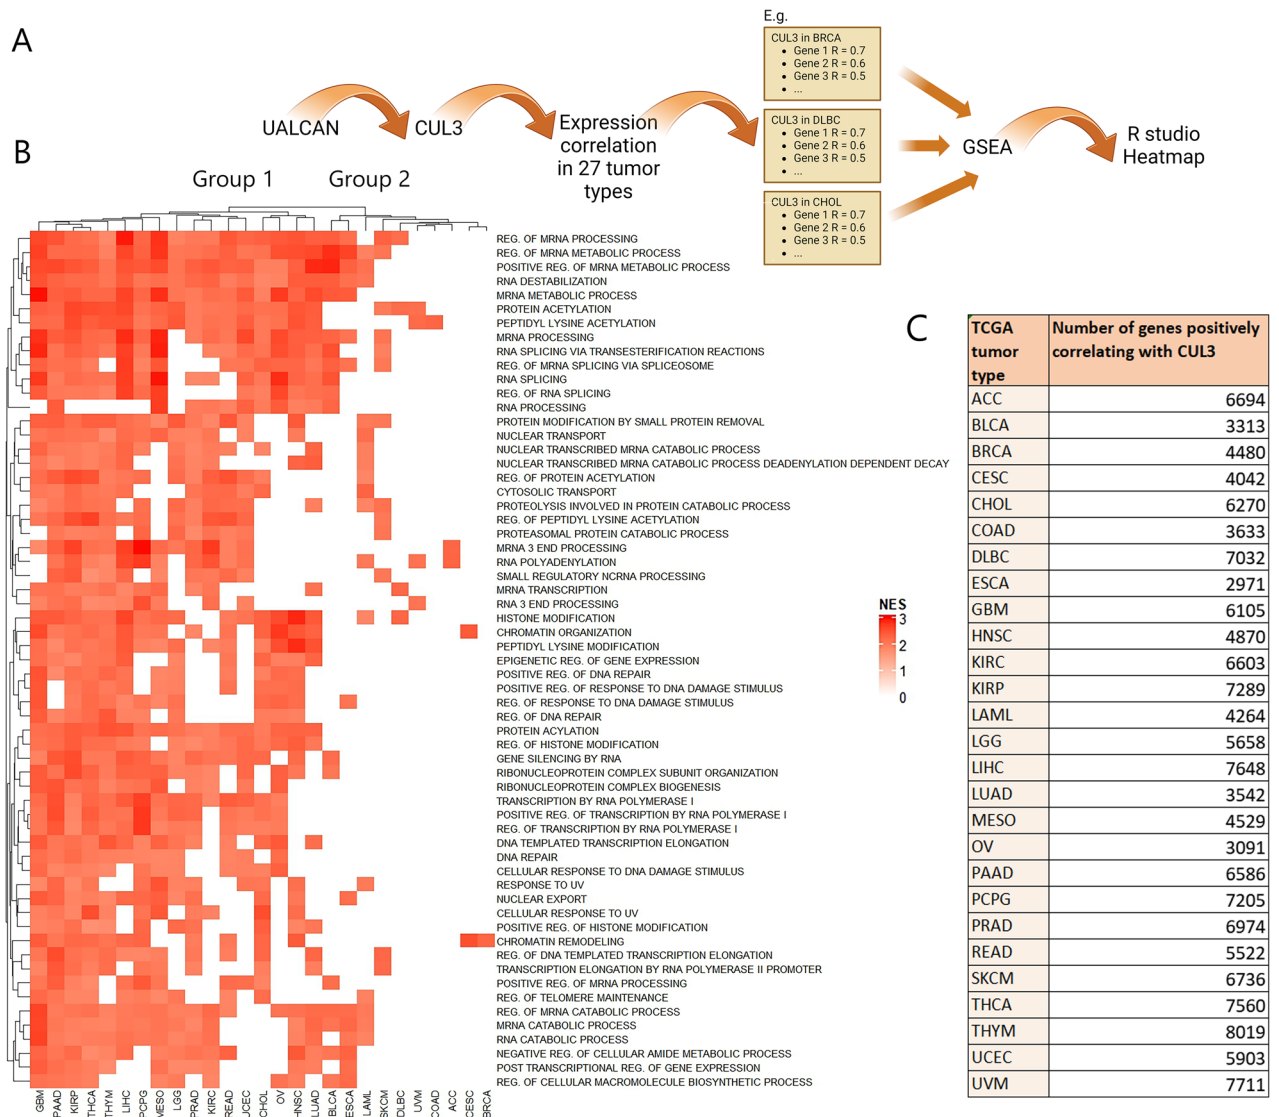 A
UALCAN
CUL3
Expression
correlation
in 27 tumor
types
E.g.
CUL3 in BRCA
• Gene 1 R = 0.7
• Gene 2 R = 0.6
• Gene 3 R = 0.5
• ...
CUL3 in DLBC
• Gene 1 R = 0.7
• Gene 2 R = 0.6
• Gene 3 R = 0.5
• ...
CUL3 in CHOL
• Gene 1 R = 0.7
• Gene 2 R = 0.6
• Gene 3 R = 0.5
• ...
GSEA
R studio
Heatmap
B
Group 1
Group 2
REG. OF MRNA PROCESSING
REG. OF MRNA METABOLIC PROCESS
POSITIVE REG. OF MRNA METABOLIC PROCESS
RNA DESTABILIZATION
MRNA METABOLIC PROCESS
PROTEIN ACETYLATION
PEPTIDYL LYSINE ACETYLATION
MRNA PROCESSING
RNA SPLICING VIA TRANSESTERIFICATION REACTIONS
REG. OF MRNA SPLICING VIA SPLICEOSOME
RNA SPLICING
REG. OF RNA SPLICING
RNA PROCESSING
PROTEIN MODIFICATION BY SMALL PROTEIN REMOVAL
NUCLEAR TRANSPORT
NUCLEAR TRANSCRIBED MRNA CATABOLIC PROCESS
NUCLEAR TRANSCRIBED MRNA CATABOLIC PROCESS DEADENYLATION DEPENDENT DECAY
REG. OF PROTEIN ACETYLATION
CYTOSOLIC TRANSPORT
PROTEOLYSIS INVOLVED IN PROTEIN CATABOLIC PROCESS
REG. OF PEPTIDYL LYSINE ACETYLATION
PROTEASOMAL PROTEIN CATABOLIC PROCESS
MRNA 3 END PROCESSING
RNA POLYADENYLATION
SMALL REGULATORY NCRNA PROCESSING
MRNA TRANSCRIPTION
RNA 3 END PROCESSING
HISTONE MODIFICATION
CHROMATIN ORGANIZATION
PEPTIDYL LYSINE MODIFICATION
EPIGENETIC REG. OF GENE EXPRESSION
POSITIVE REG. OF DNA REPAIR
POSITIVE REG. OF RESPONSE TO DNA DAMAGE STIMULUS
REG. OF RESPONSE TO DNA DAMAGE STIMULUS
REG. OF DNA REPAIR
PROTEIN ACYLATION
REG. OF HISTONE MODIFICATION
GENE SILENCING BY RNA
RIBONUCLEOPROTEIN COMPLEX SUBUNIT ORGANIZATION
RIBONUCLEOPROTEIN COMPLEX BIOGENESIS
TRANSCRIPTION BY RNA POLYMERASE I
POSITIVE REG. OF TRANSCRIPTION BY RNA POLYMERASE I
REG. OF TRANSCRIPTION BY RNA POLYMERASE I
DNA TEMPLATED TRANSCRIPTION ELONGATION
DNA REPAIR
CELLULAR RESPONSE TO DNA DAMAGE STIMULUS
RESPONSE TO UV
NUCLEAR EXPORT
CELLULAR RESPONSE TO UV
POSITIVE REG. OF HISTONE MODIFICATION
CHROMATIN REMODELING
REG. OF DNA TEMPLATED TRANSCRIPTION ELONGATION
TRANSCRIPTION ELONGATION BY RNA POLYMERASE II PROMOTER
POSITIVE REG. OF MRNA PROCESSING
REG. OF TELOMERE MAINTENANCE
REG. OF MRNA CATABOLIC PROCESS
MRNA CATABOLIC PROCESS
RNA CATABOLIC PROCESS
NEGATIVE REG. OF CELLULAR AMIDE METABOLIC PROCESS
POST TRANSCRIPTIONAL REG. OF GENE EXPRESSION
REG. OF CELLULAR MACROMOLECULE BIOSYNTHETIC PROCESS
GBM
PAAD
KIRP
THCA
THYM
LIHC
PCPG
MESO
LGG
PRAD
KIRC
READ
UCEC
CHOL
OV
HNSC
LUAD
BLCA
ESCA
LAML
SKCM
DLBC
UVM
COAD
ACC
CESC
BRCA
NES
3
2
1
0
C
TCGA tumor type Number of genes positively correlating with CUL3
ACC 6694
BLCA 3313
BRCA 4480
CESC 4042
CHOL 6270
COAD 3633
DLBC 7032
ESCA 2971
GBM 6105
HNSC 4870
KIRC 6603
KIRP 7289
LAML 4264
LGG 5658
LIHC 7648
LUAD 3542
MESO 4529
OV 3091
PAAD 6586
PCPG 7205
PRAD 6974
READ 5522
SKCM 6736
THCA 7560
THYM 8019
UCEC 5903
UVM 7711